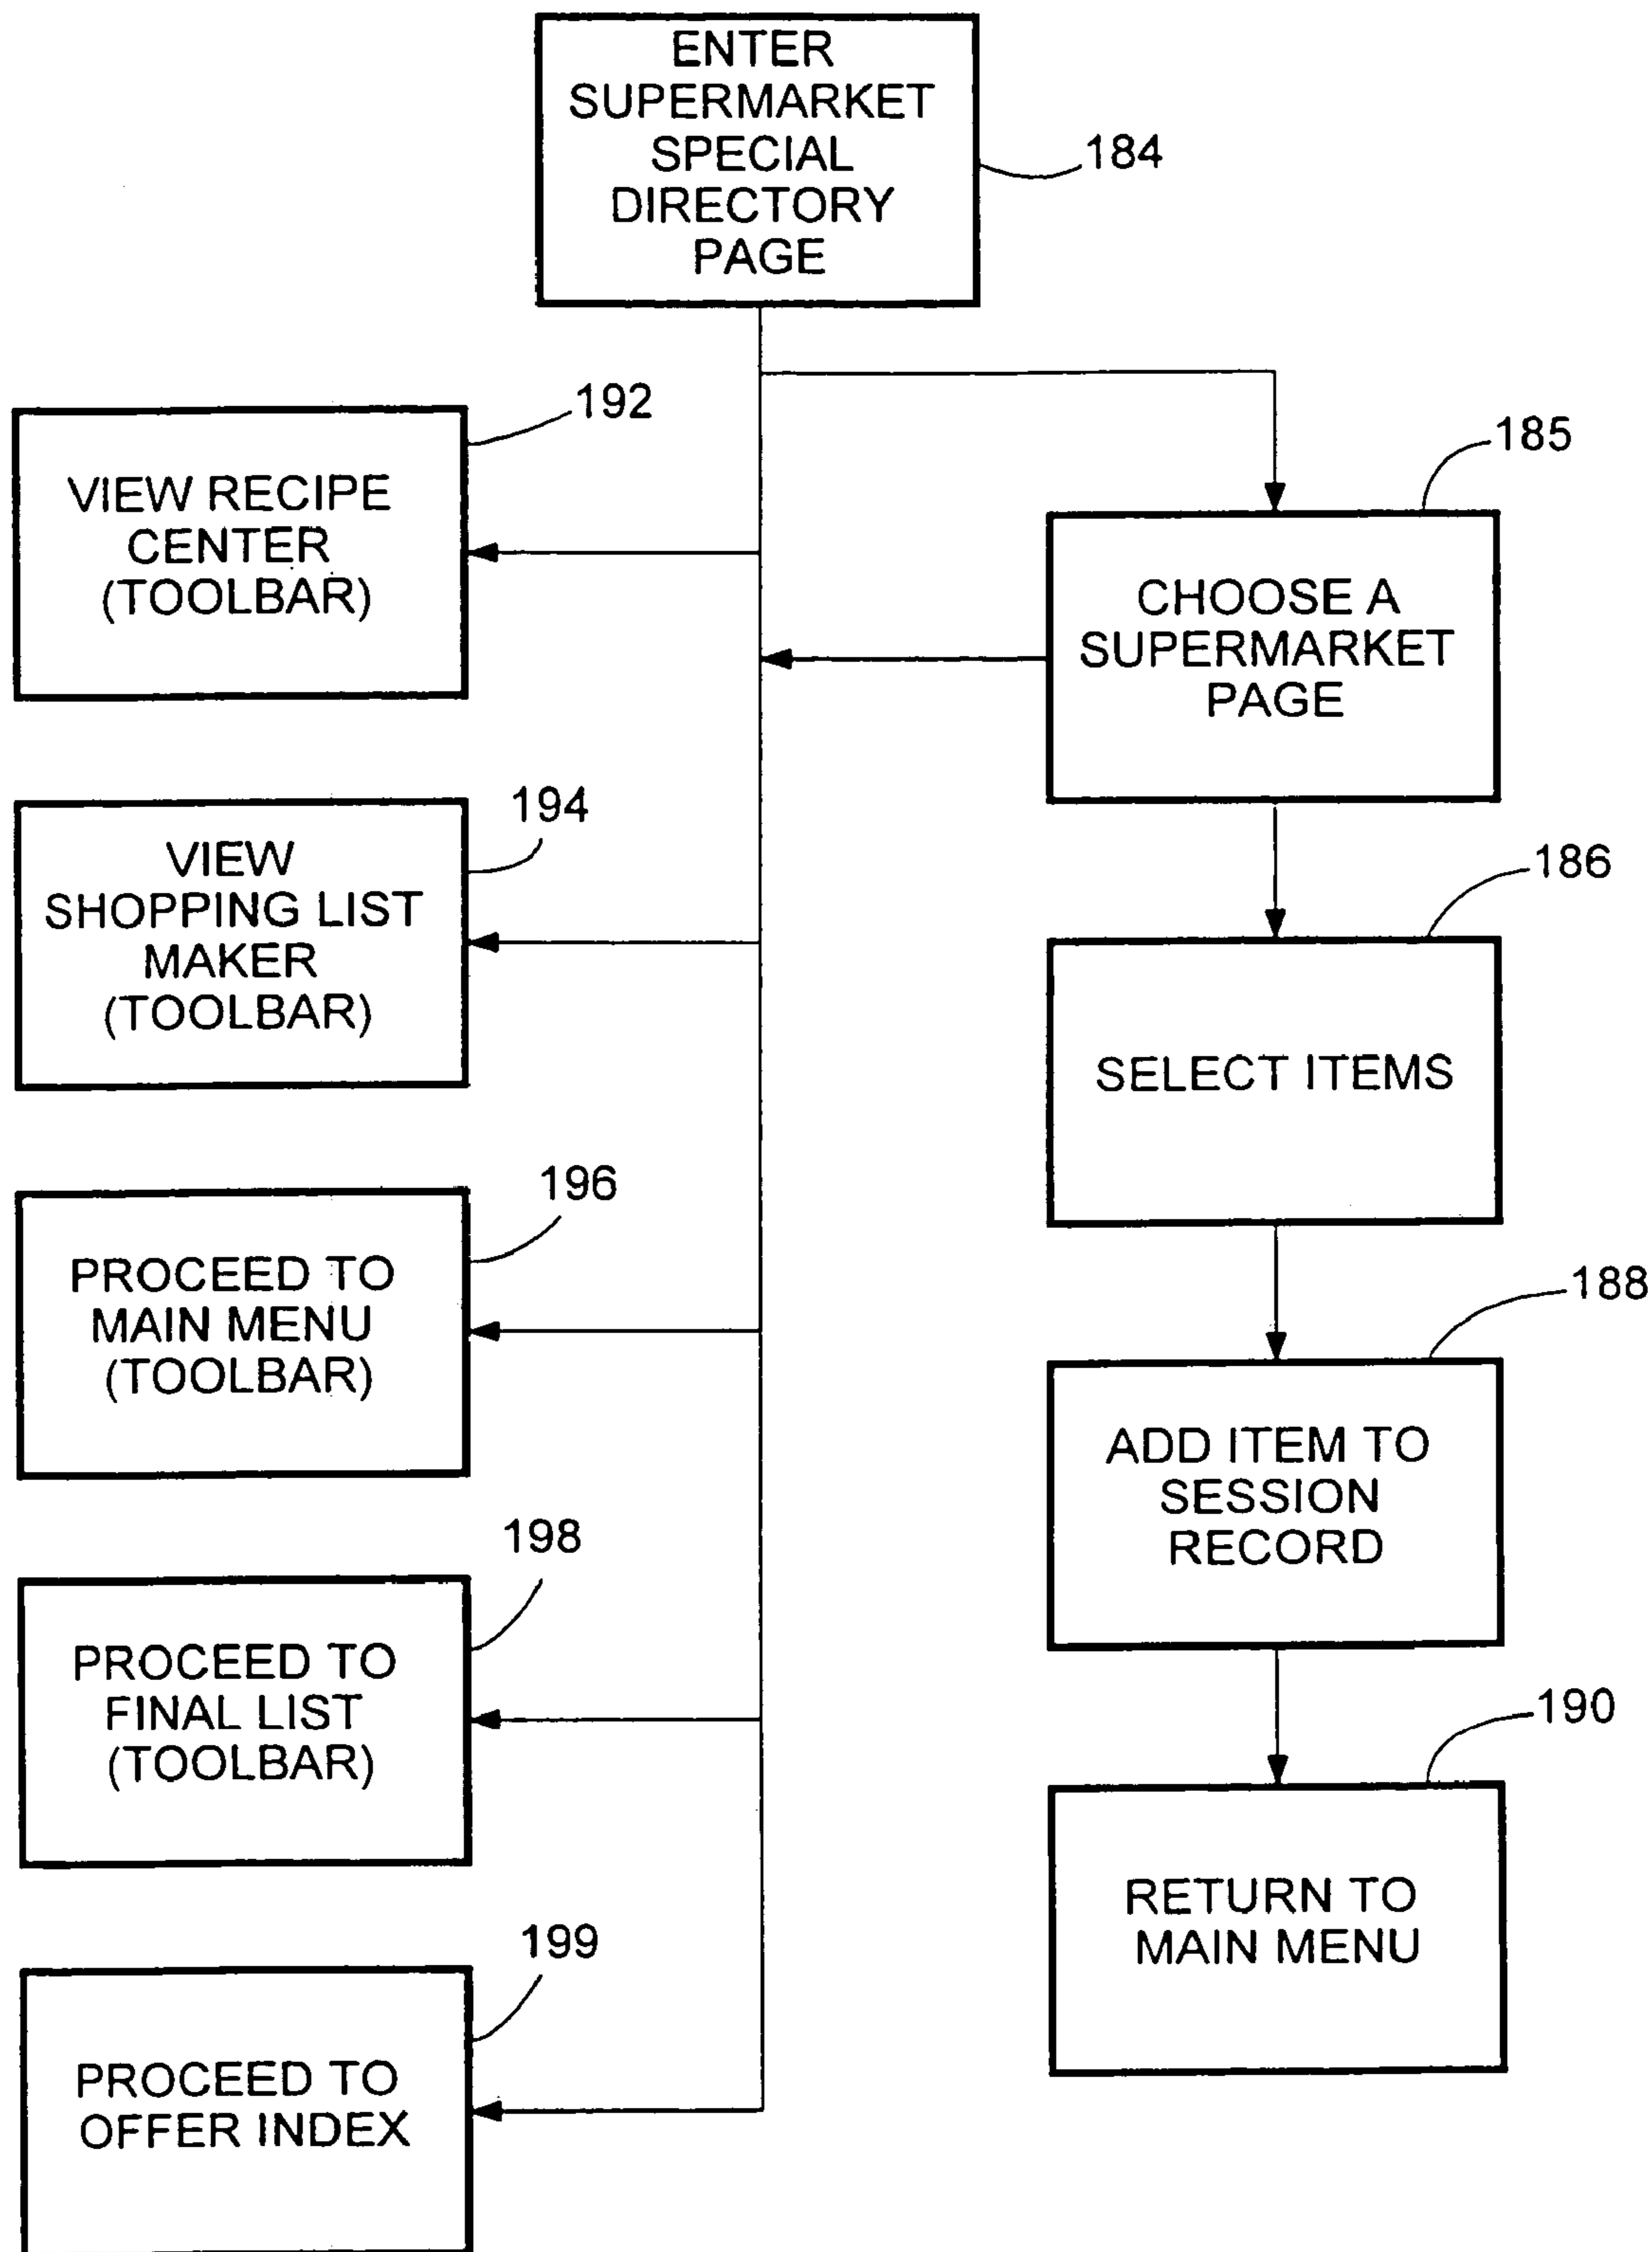 ENTER
SUPERMARKET
SPECIAL
DIRECTORY
PAGE
184
192
VIEW RECIPE
CENTER
(TOOLBAR)
185
CHOOSE A
SUPERMARKET
PAGE
194
VIEW
SHOPPING LIST
MAKER
(TOOLBAR)
186
SELECT ITEMS
196
PROCEED TO
MAIN MENU
(TOOLBAR)
188
ADD ITEM TO
SESSION
RECORD
198
PROCEED TO
FINAL LIST
(TOOLBAR)
190
RETURN TO
MAIN MENU
199
PROCEED TO
OFFER INDEX